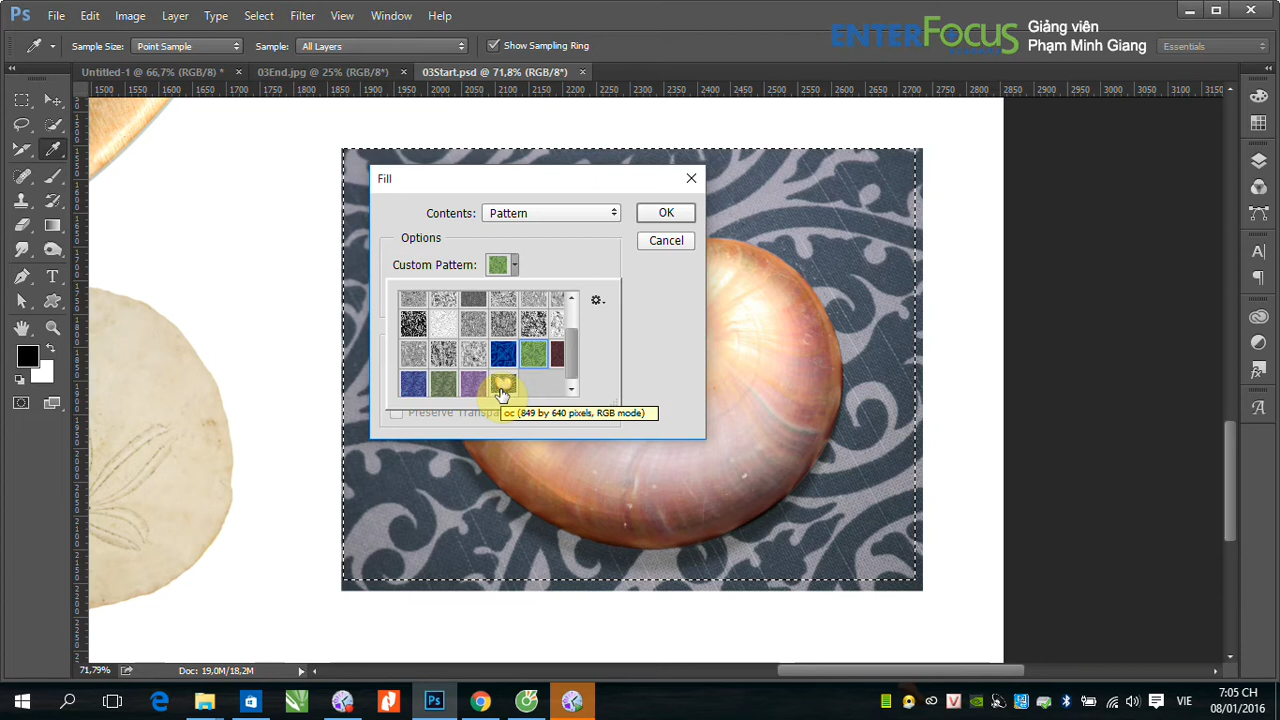 Ps File Edit Image Layer Type Select Filter View Window Help
ENTERFOCUS
Giảng viên
Phạm Minh Giang
Sample Size: Point Sample Sample: All Layers Show Sampling Ring Essentials
Untitled-1 @ 66,7% (RGB/8) * × 03End.jpg @ 25% (RGB/8*) × 03Start.psd @ 71,8% (RGB/8*) ×
1500 1550 1600 1650 1700 1750 1800 1850 1900 1950 2000 2050 2100 2150 2200 2250 2300 2350 2400 2450 2500 2550 2600 2650 2700 2750 2800 2850 2900 2950 3000 3050 3100 3150
Fill
Contents: Pattern OK
Options
Cancel
Custom Pattern:
Preserve Transpa
oc (849 by 640 pixels, RGB mode)
71,79% Doc: 19,0M/18,2M
VIE
7:05 CH
08/01/2016